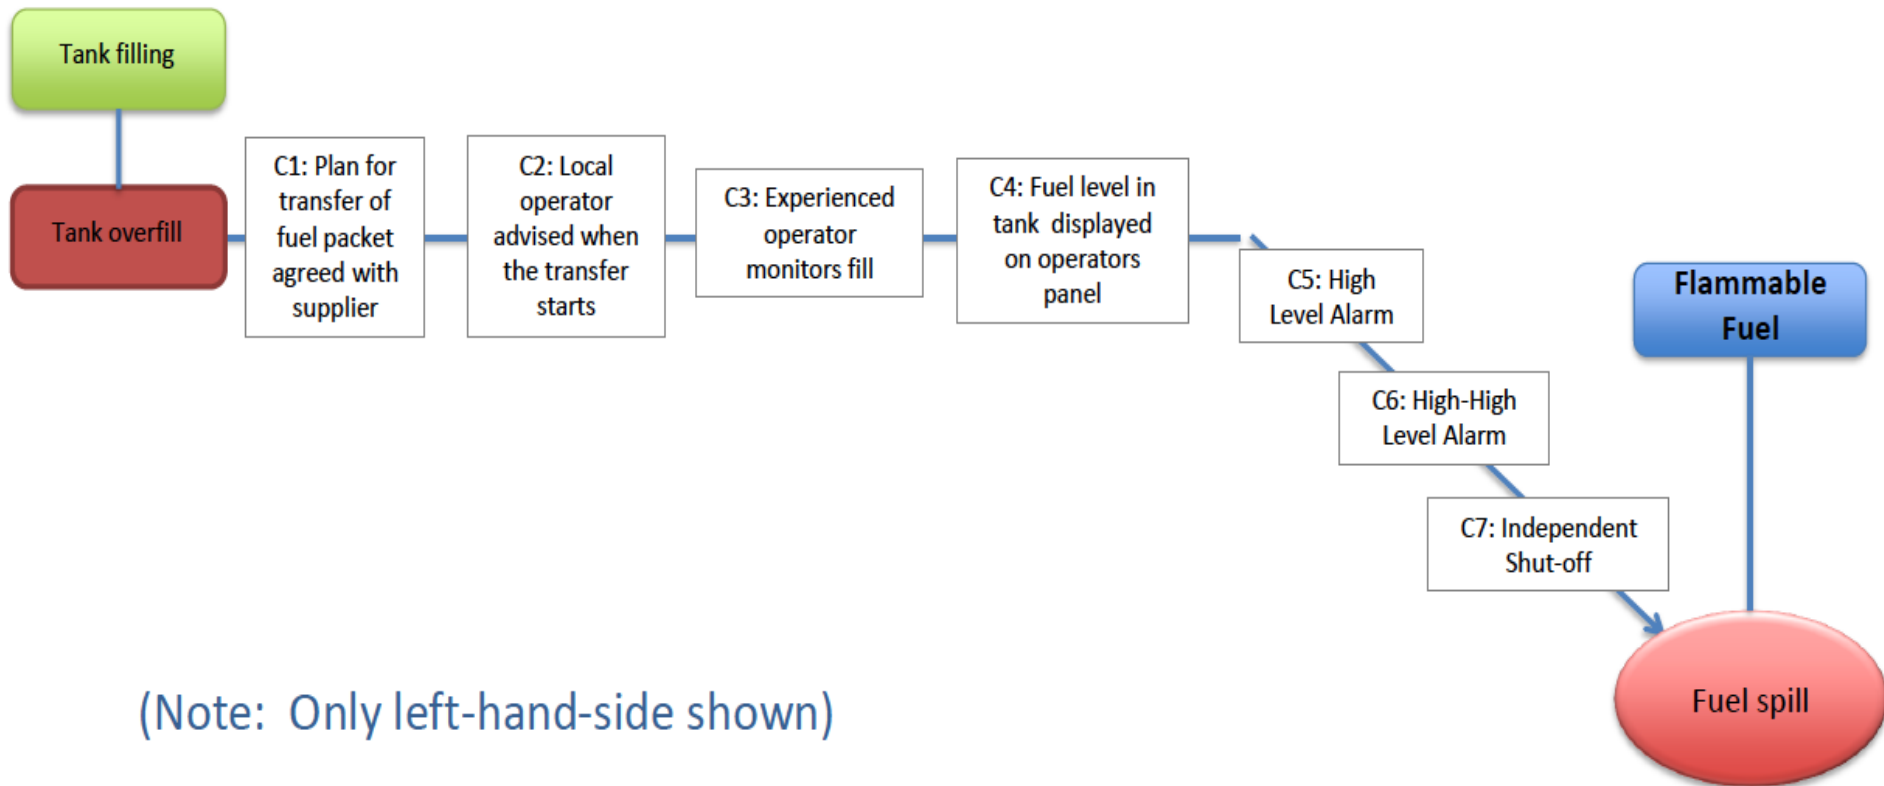 Tank filling
Tank overfill
C1: Plan for
transfer of
fuel packet
agreed with
supplier
C2: Local
operator
advised when
the transfer
starts
C3: Experienced
operator
monitors fill
C4: Fuel level in
tank displayed
on operators
panel
C5: High
Level Alarm
C6: High-High
Level Alarm
C7: Independent
Shut-off
Flammable
Fuel
Fuel spill
(Note: Only left-hand-side shown)